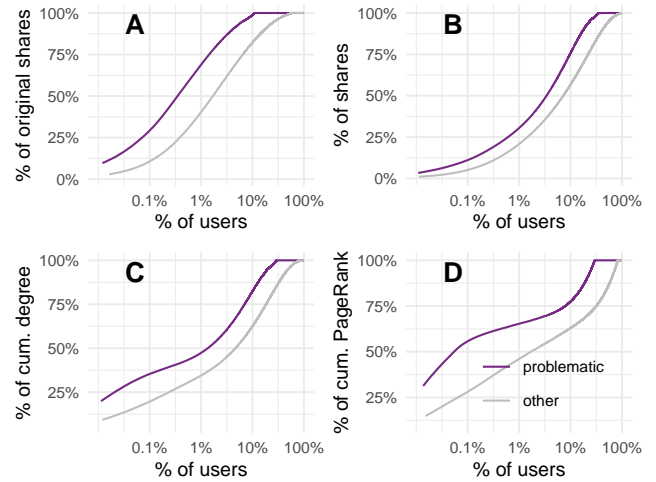 A
% of original shares
100%
75%
50%
25%
0%
0.1% 1% 10% 100%
% of users
B
% of shares
100%
75%
50%
25%
0%
0.1% 1% 10% 100%
% of users
C
% of cum. degree
100%
75%
50%
25%
0.1% 1% 10% 100%
% of users
D
% of cum. PageRank
100%
75%
50%
25%
problematic
other
0.1% 1% 10% 100%
% of users